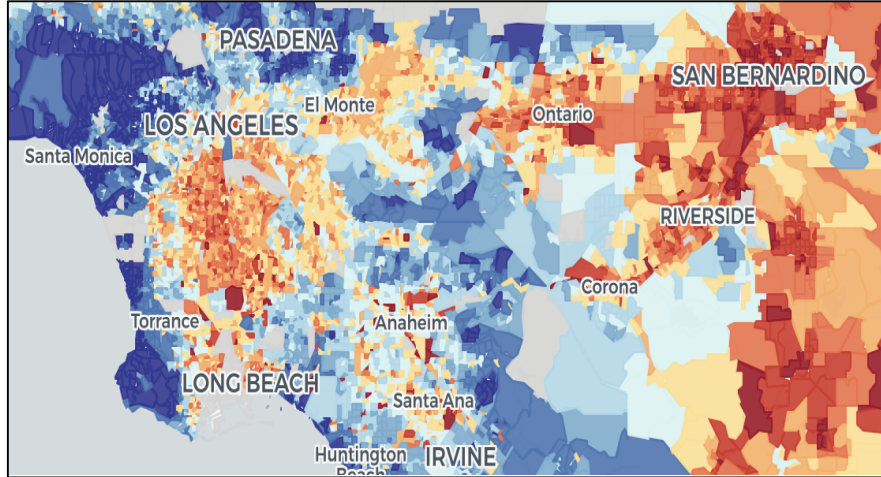 PASADENA
SAN BERNARDINO
El Monte
Ontario
LOS ANGELES
Santa Monica
RIVERSIDE
Corona
Torrance
Anaheim
LONG BEACH
Santa Ana
Huntington
Beach
IRVINE